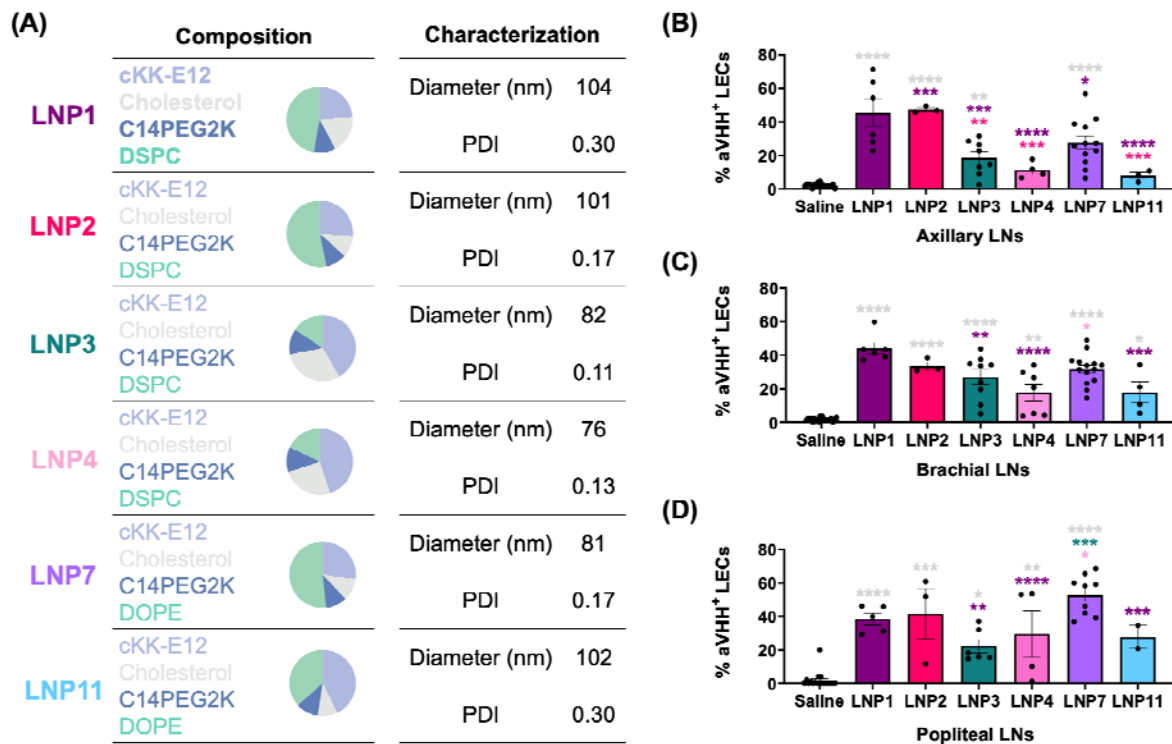 (A)
Composition
Characterization
LNP1
cKK-E12
Cholesterol
C14PEG2K
DSPC
Diameter (nm) 104
PDI 0.30
LNP2
cKK-E12
Cholesterol
C14PEG2K
DSPC
Diameter (nm) 101
PDI 0.17
LNP3
cKK-E12
Cholesterol
C14PEG2K
DSPC
Diameter (nm) 82
PDI 0.11
LNP4
cKK-E12
Cholesterol
C14PEG2K
DSPC
Diameter (nm) 76
PDI 0.13
LNP7
cKK-E12
Cholesterol
C14PEG2K
DOPE
Diameter (nm) 81
PDI 0.17
LNP11
cKK-E12
Cholesterol
C14PEG2K
DOPE
Diameter (nm) 102
PDI 0.30
(B)
% aVHH+ LECs
80
60
40
20
0
**** **** ** **** 
*** *** **** * ****
** *** ***
Saline LNP1 LNP2 LNP3 LNP4 LNP7 LNP11
Axillary LNs
(C)
% aVHH+ LECs
80
60
40
20
0
**** **** **** ** **** *
** **** * ***
Saline LNP1 LNP2 LNP3 LNP4 LNP7 LNP11
Brachial LNs
(D)
% aVHH+ LECs
80
60
40
20
0
**** *** * ** ****
** **** *** ***
*
Saline LNP1 LNP2 LNP3 LNP4 LNP7 LNP11
Popliteal LNs